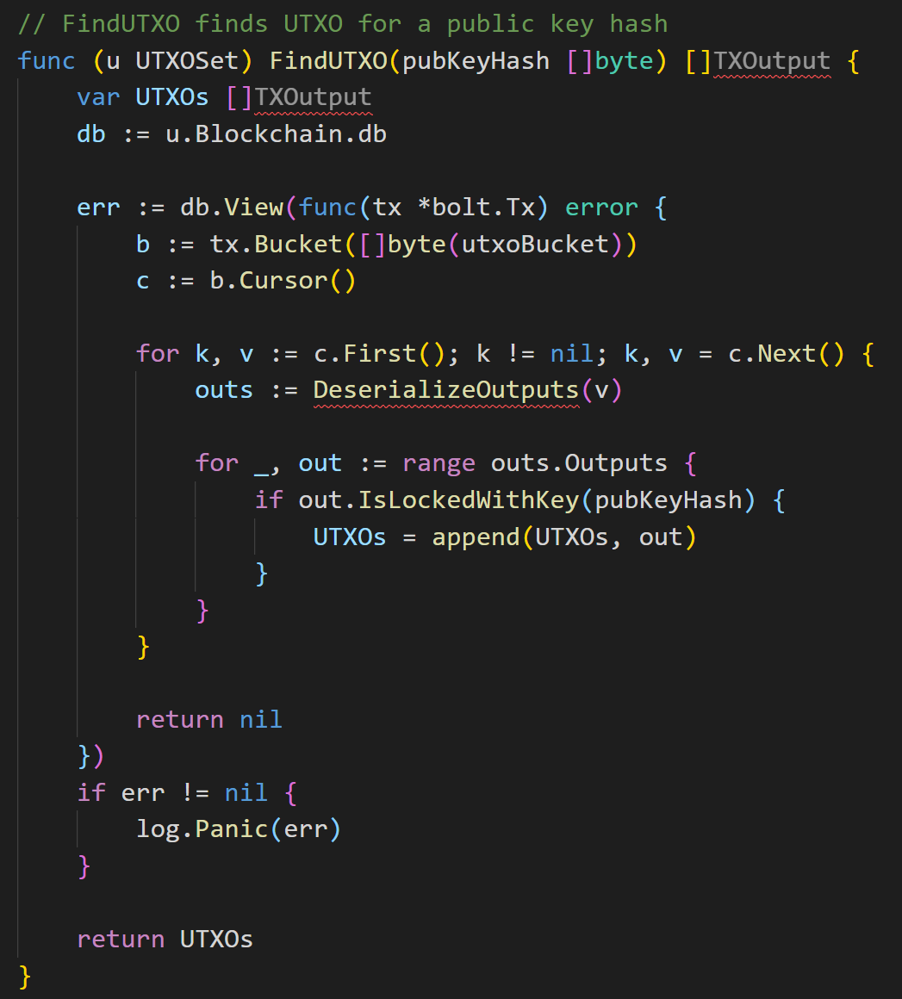 // FindUTXO finds UTXO for a public key hash
func (u UTXOSet) FindUTXO(pubKeyHash []byte) []TXOutput {
    var UTXOs []TXOutput
    db := u.Blockchain.db

    err := db.View(func(tx *bolt.Tx) error {
        b := tx.Bucket([]byte(utxoBucket))
        c := b.Cursor()

        for k, v := c.First(); k != nil; k, v = c.Next() {
            outs := DeserializeOutputs(v)

            for _, out := range outs.Outputs {
                if out.IsLockedWithKey(pubKeyHash) {
                    UTXOs = append(UTXOs, out)
                }
            }
        }

        return nil
    })
    if err != nil {
        log.Panic(err)
    }

    return UTXOs
}